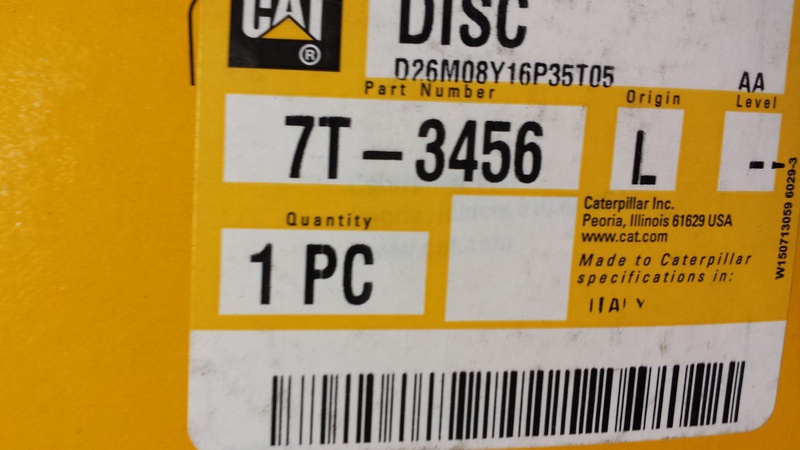 CAT
®
DISC
D26M08Y16P35T05
AA
Part Number
Origin
Level
7T-3456
L
--
Quantity
1 PC
Caterpillar Inc.
Peoria, Illinois 61629 USA
www.cat.com
Made to Caterpillar
specifications in:
ITALY
W150713059 6029-3